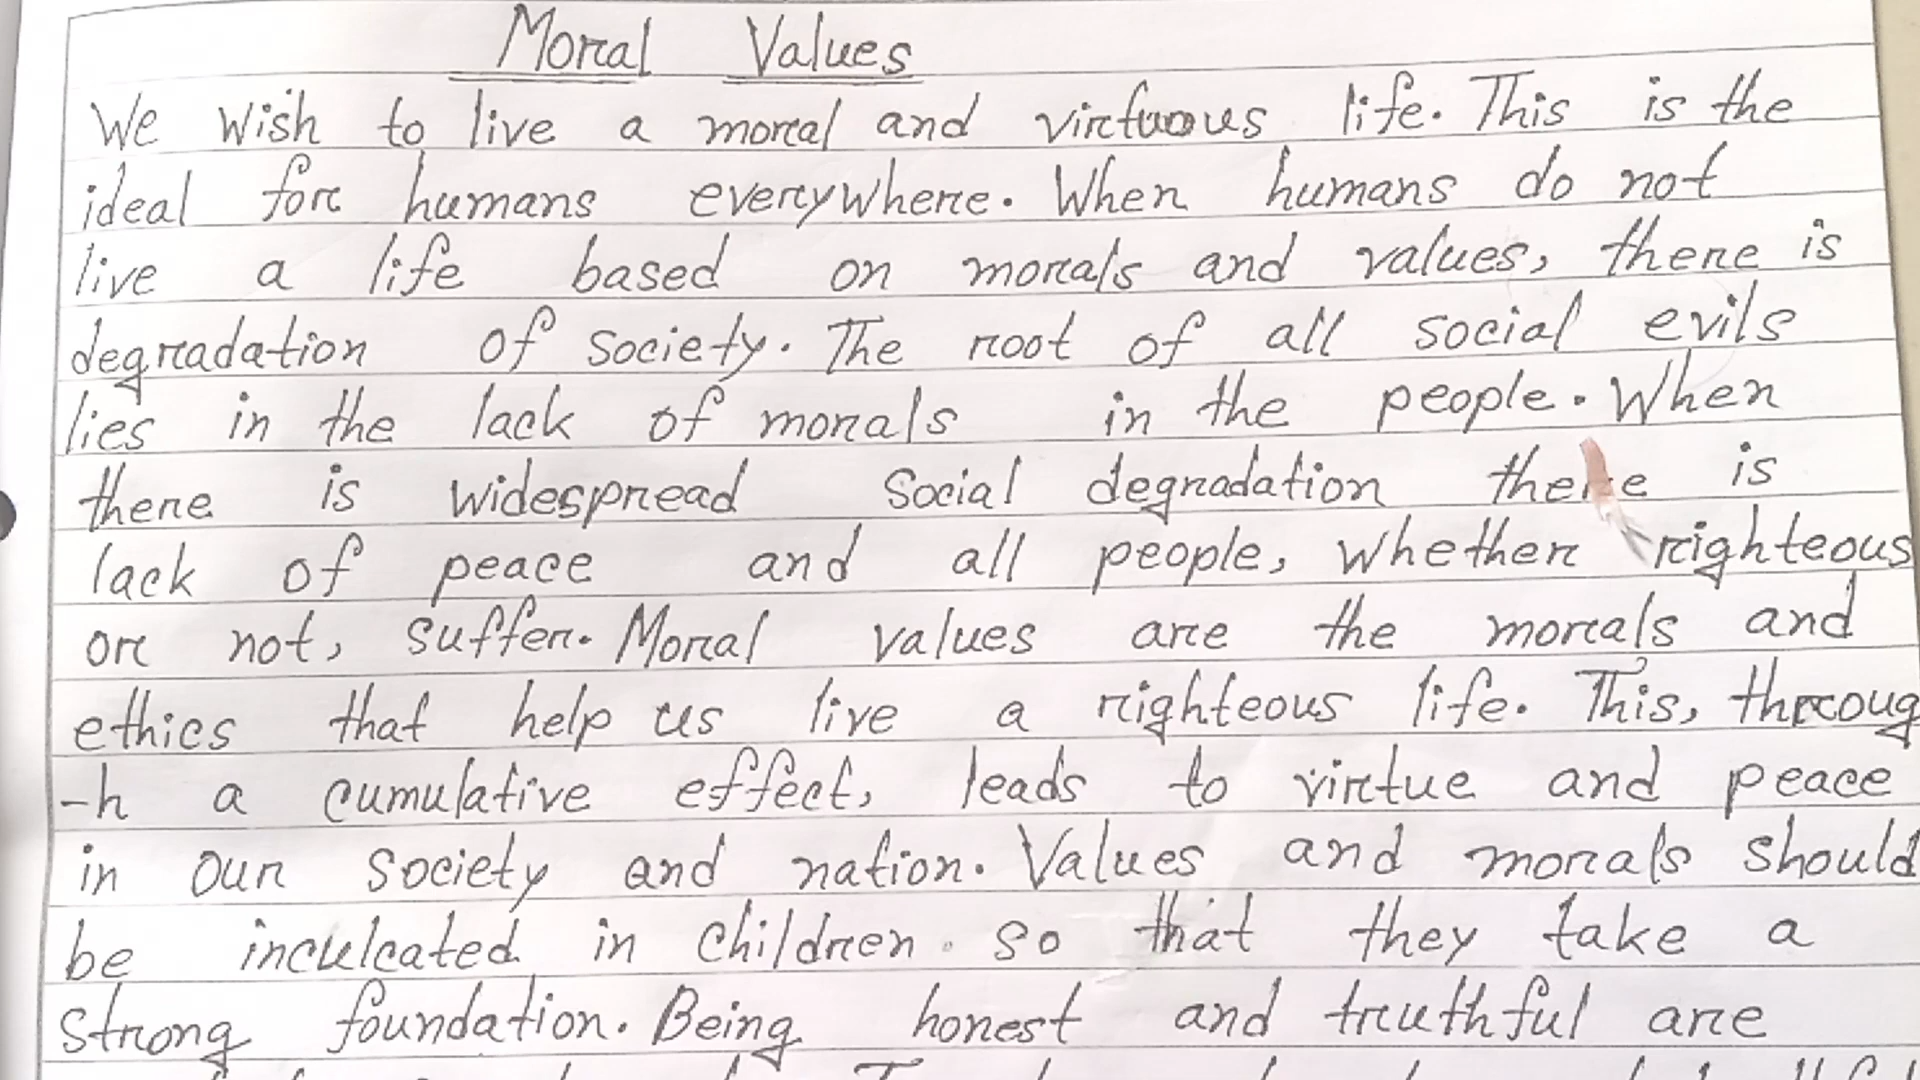 Moral Values
We wish to live a moral and virtuous life. This is the
ideal for humans everywhere. When humans do not
live a life based on morals and values, there is
degradation of society. The root of all social evils
lies in the lack of morals in the people. When
there is widespread social degradation there is
lack of peace and all people, whether righteous
or not, suffer. Moral values are the morals and
ethics that help us live a righteous life. This, throug
-h a cumulative effect, leads to virtue and peace
in our society and nation. Values and morals should
be inculcated in children. so that they take a
strong foundation. Being honest and truthful are